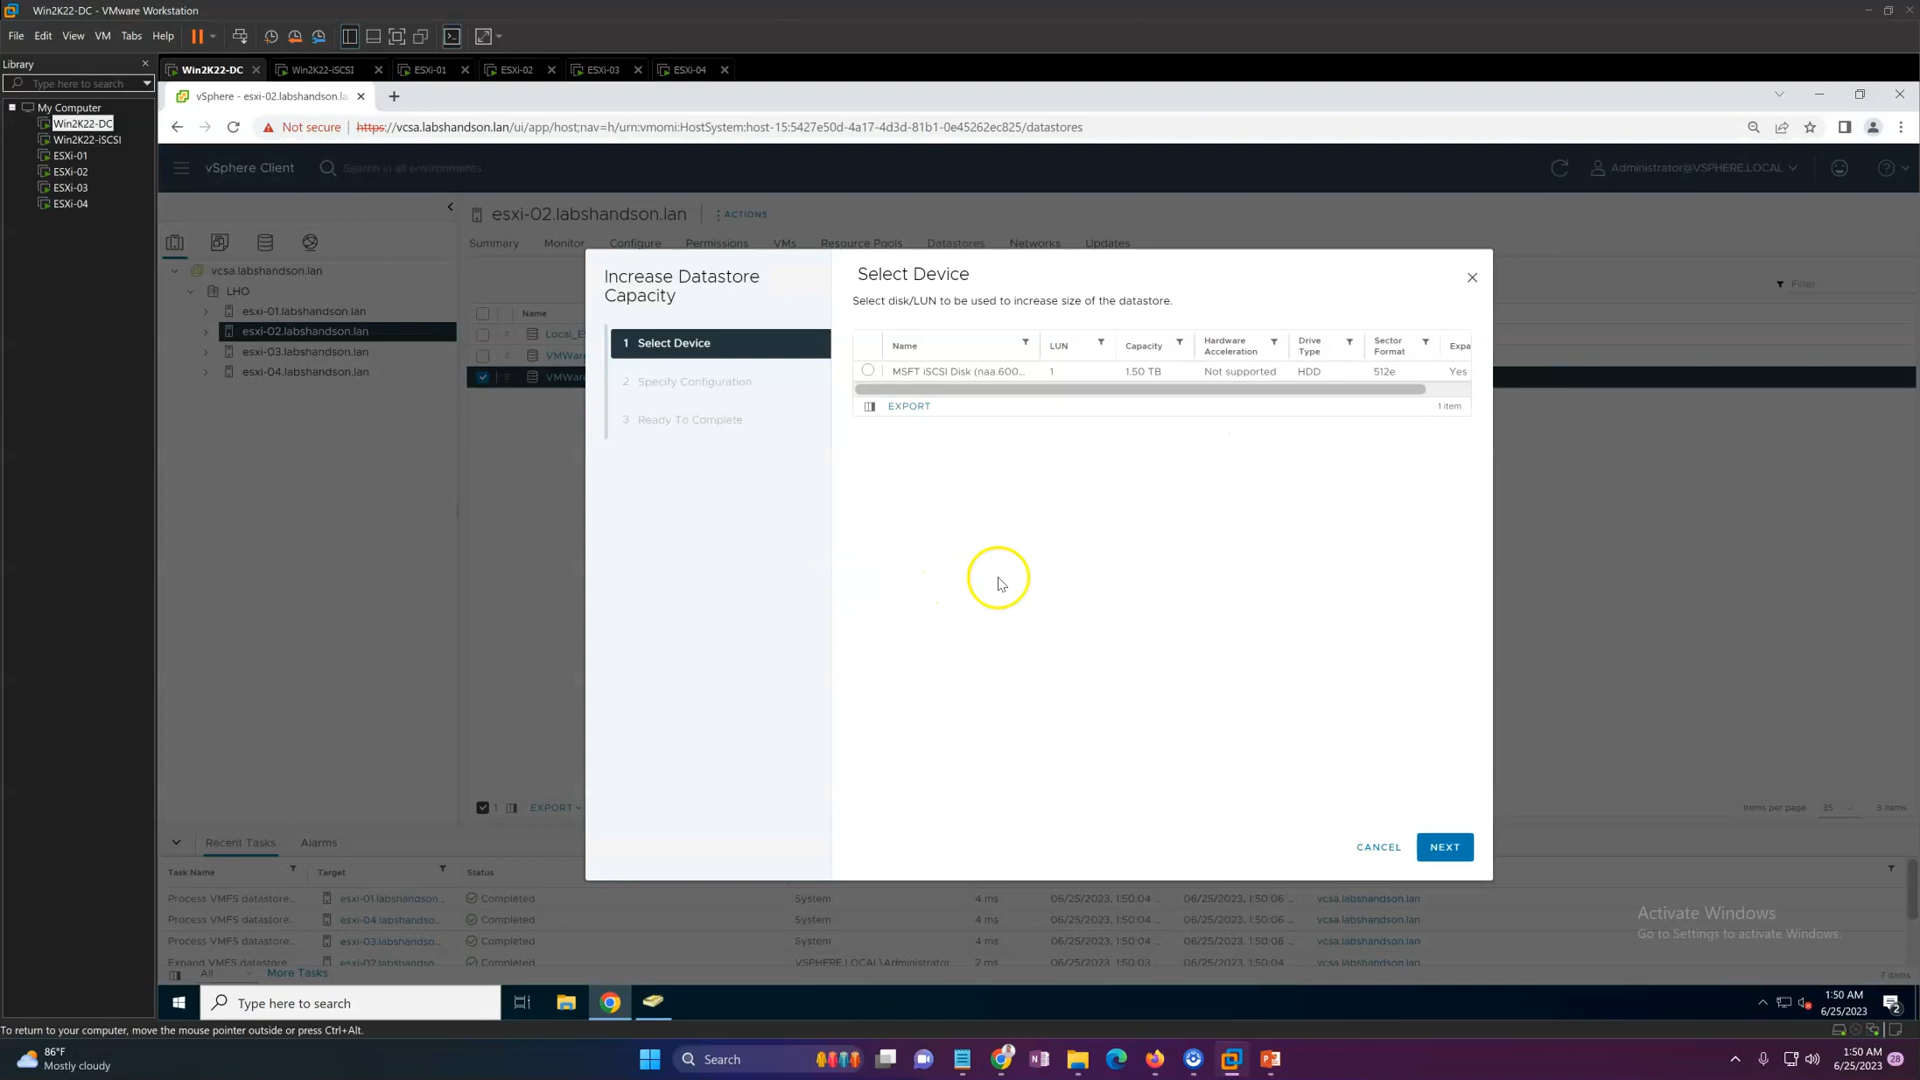 Win2K22-DC - VMware Workstation
File Edit View VM Tabs Help
Library
Type here to search
My Computer
Win2K22-DC
Win2K22-iSCSI
ESXi-01
ESXi-02
ESXi-03
ESXi-04
Win2K22-DC Win2K22-iSCSI ESXi-01 ESXi-02 ESXi-03 ESXi-04
vSphere - esxi-02.labshandson.la
Not secure https://vcsa.labshandson.lan/ui/app/host;nav=h/urn:vmomi:HostSystem:host-15:5427e50d-4a17-4d3d-81b1-0e45262ec825/datastores
vSphere Client Search in all environments Administrator@VSPHERE.LOCAL
esxi-02.labshandson.lan ACTIONS
Summary Monitor Configure Permissions VMs Resource Pools Datastores Networks Updates
vcsa.labshandson.lan
LHO
esxi-01.labshandson.lan
esxi-02.labshandson.lan
esxi-03.labshandson.lan
esxi-04.labshandson.lan
Filter
Name
Local_E
VMWar
VMWar
Increase Datastore
Capacity
1 Select Device
2 Specify Configuration
3 Ready To Complete
Select Device
Select disk/LUN to be used to increase size of the datastore.
Name LUN Capacity Hardware Acceleration Drive Type Sector Format Expa
MSFT iSCSI Disk (naa.600... 1 1.50 TB Not supported HDD 512e Yes
EXPORT 1 item
CANCEL NEXT
1 EXPORT Items per page 35 3 items
Recent Tasks Alarms
Task Name Target Status
Process VMFS datastore... esxi-01.labshandson... Completed System 4 ms 06/25/2023, 1:50:04 ... 06/25/2023, 1:50:06 ... vcsa.labshandson.lan
Process VMFS datastore... esxi-04.labshandso... Completed System 4 ms 06/25/2023, 1:50:04 ... 06/25/2023, 1:50:06 ... vcsa.labshandson.lan
Process VMFS datastore... esxi-03.labshandso... Completed System 4 ms 06/25/2023, 1:50:04 ... 06/25/2023, 1:50:06 ... vcsa.labshandson.lan
Expand VMFS datasto... esxi-02.labshandso... Completed VSPHERE.LOCAL\Administrator 2 ms 06/25/2023, 1:50:03 ... 06/25/2023, 1:50:04 ... vcsa.labshandson.lan
All More Tasks 7 items
Activate Windows
Go to Settings to activate Windows.
Type here to search
1:50 AM
6/25/2023
2
To return to your computer, move the mouse pointer outside or press Ctrl+Alt.
86°F
Mostly cloudy
Search
1:50 AM
6/25/2023
28